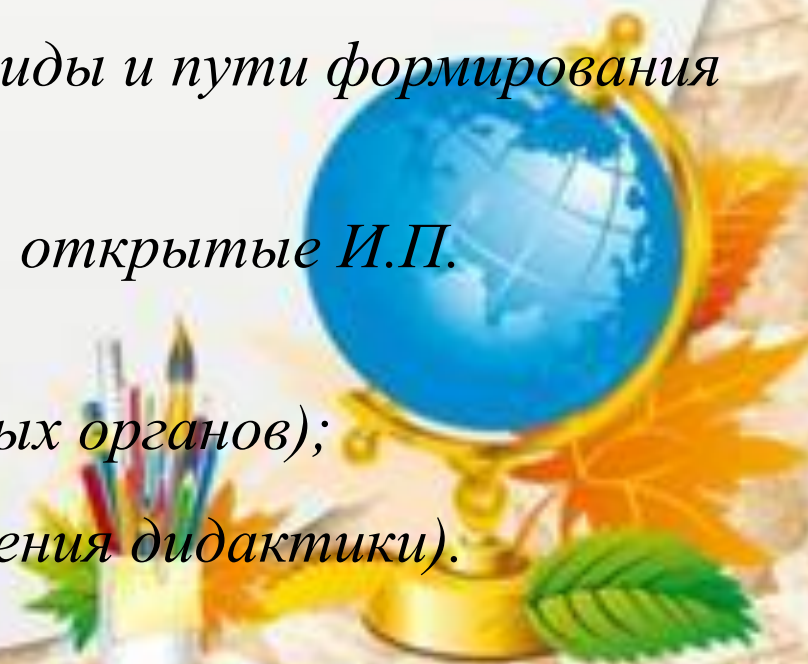 иды и пути формирования
открытые И.П.
ых органов);
ения дидактики).